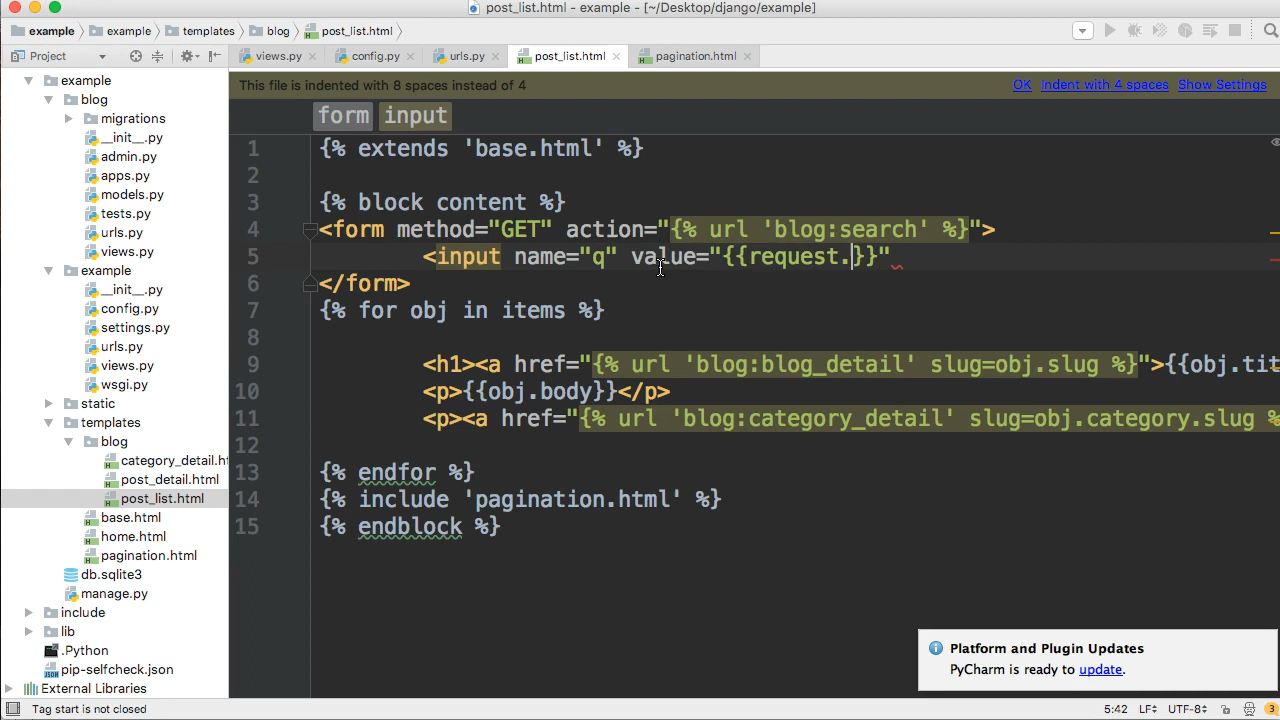 post_list.html - example - [~/Desktop/django/example]
example example templates blog post_list.html
Project views.py config.py urls.py post_list.html pagination.html
This file is indented with 8 spaces instead of 4 OK Indent with 4 spaces Show Settings
form input
example
blog
migrations
__init__.py
admin.py
apps.py
models.py
tests.py
urls.py
views.py
example
__init__.py
config.py
settings.py
urls.py
views.py
wsgi.py
static
templates
blog
category_detail.ht
post_detail.html
post_list.html
base.html
home.html
pagination.html
db.sqlite3
manage.py
include
lib
.Python
pip-selfcheck.json
External Libraries
1 {% extends 'base.html' %}
2
3 {% block content %}
4 <form method="GET" action="{% url 'blog:search' %}">
5 <input name="q" value="{{request.}}"
6 </form>
7 {% for obj in items %}
8
9 <h1><a href="{% url 'blog:blog_detail' slug=obj.slug %}">{{obj.tit
10 <p>{{obj.body}}</p>
11 <p><a href="{% url 'blog:category_detail' slug=obj.category.slug %
12
13 {% endfor %}
14 {% include 'pagination.html' %}
15 {% endblock %}
Platform and Plugin Updates
PyCharm is ready to update.
Tag start is not closed 5:42 LF UTF-8 3